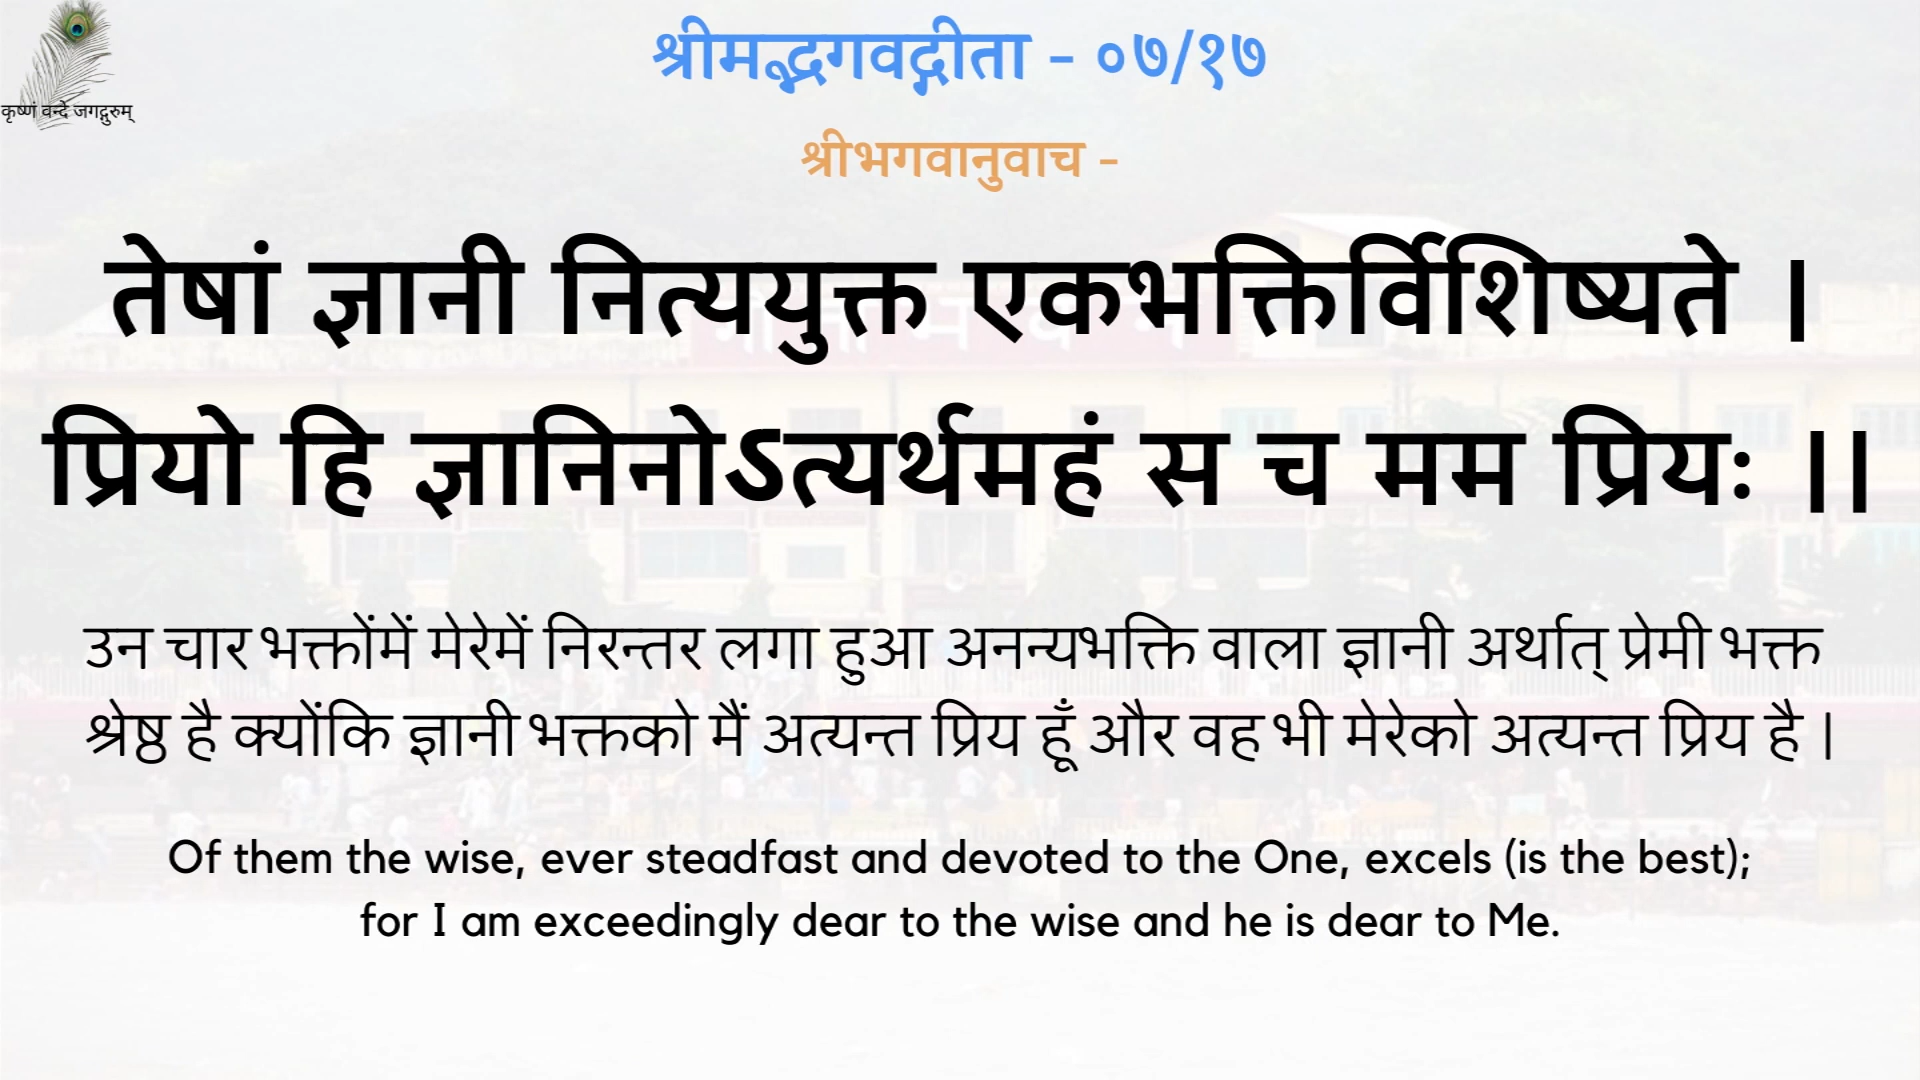 श्रीमद्भगवद्गीता - ०७/१७
कृष्णं वन्दे जगद्गुरुम्
श्रीभगवानुवाच -
तेषां ज्ञानी नित्ययुक्त एकभक्तिर्विशिष्यते |
प्रियो हि ज्ञानिनोऽत्यर्थमहं स च मम प्रियः ||
उन चार भक्तोंमें मेरेमें निरन्तर लगा हुआ अनन्यभक्ति वाला ज्ञानी अर्थात् प्रेमी भक्त
श्रेष्ठ है क्योंकि ज्ञानी भक्तको मैं अत्यन्त प्रिय हूँ और वह भी मेरेको अत्यन्त प्रिय है |
Of them the wise, ever steadfast and devoted to the One, excels (is the best);
for I am exceedingly dear to the wise and he is dear to Me.